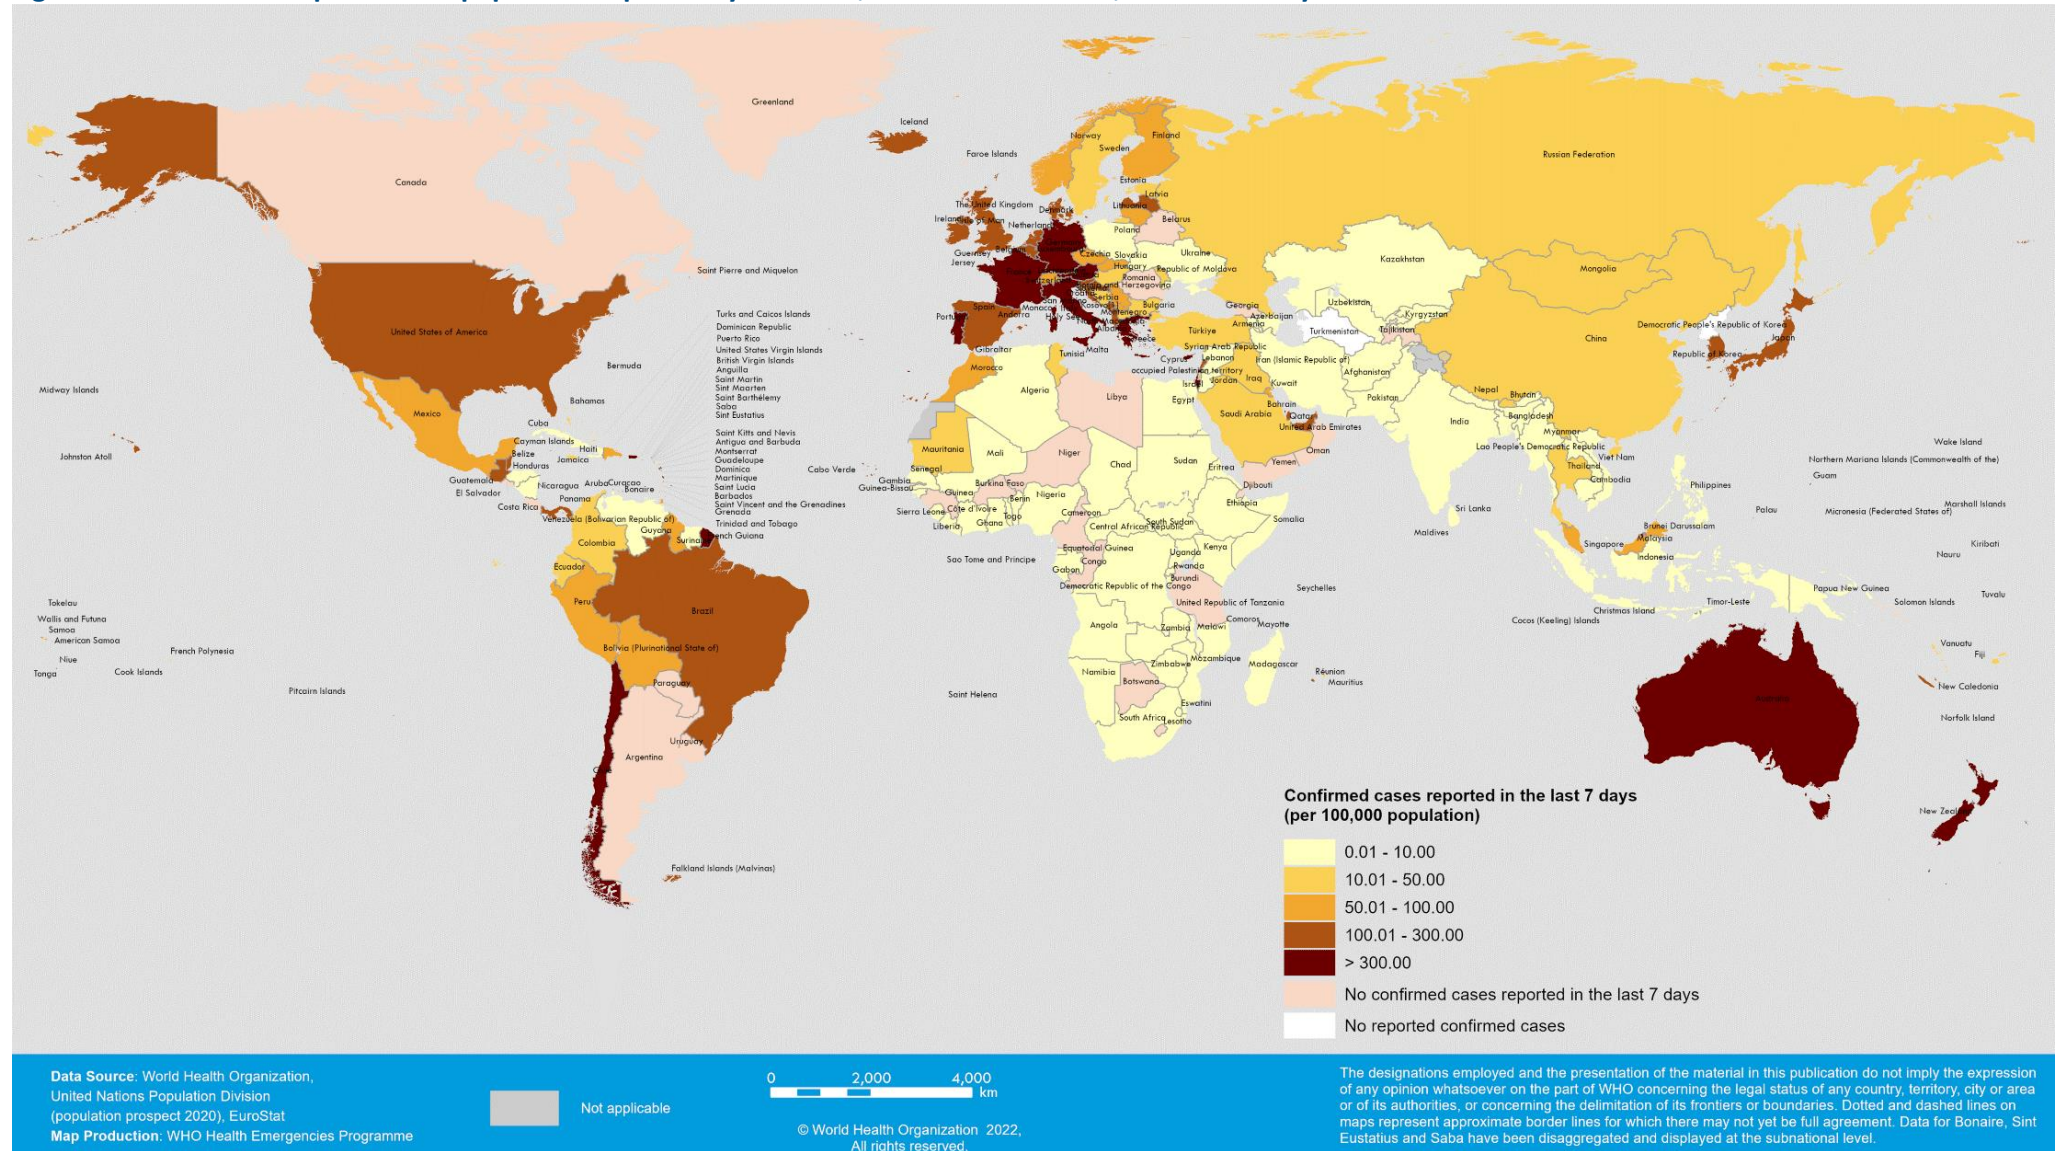 Greenland
Iceland
Faroe Islands
Norway
Finland
Sweden
Russian Federation
Canada
Estonia
Latvia
Lithuania
The United Kingdom
Denmark
Ireland
Isle of Man
Netherlands
Belarus
Poland
Guernsey
Jersey
Czechia
Slovakia
Ukraine
Hungary
Republic of Moldova
Romania
Kazakhstan
Mongolia
Saint Pierre and Miquelon
Spain
Andorra
Monaco
Serbia
Bulgaria
Montenegro
Georgia
Uzbekistan
Kyrgyzstan
Azerbaijan
Armenia
Turkmenistan
Tajikistan
Democratic People's Republic of Korea
Japan
Republic of Korea
China
United States of America
Turks and Caicos Islands
Dominican Republic
Puerto Rico
United States Virgin Islands
British Virgin Islands
Anguilla
Saint Martin
Sint Maarten
Saint Barthélemy
Saba
Sint Eustatius
Bermuda
Gibraltar
Tunisia
Malta
Türkiye
Cyprus
Syrian Arab Republic
Lebanon
occupied Palestinian territory
Israel
Jordan
Iraq
Iran (Islamic Republic of)
Kuwait
Afghanistan
Pakistan
Morocco
Algeria
Libya
Egypt
Bahrain
Qatar
United Arab Emirates
Saudi Arabia
Oman
Yemen
Nepal
Bhutan
India
Bangladesh
Myanmar
Lao People's Democratic Republic
Viet Nam
Thailand
Cambodia
Philippines
Midway Islands
Johnston Atoll
Mexico
Bahamas
Cuba
Cayman Islands
Haiti
Belize
Jamaica
Honduras
Guatemala
El Salvador
Nicaragua
Aruba
Curacao
Bonaire
Panama
Costa Rica
Saint Kitts and Nevis
Antigua and Barbuda
Montserrat
Guadeloupe
Dominica
Martinique
Saint Lucia
Barbados
Saint Vincent and the Grenadines
Grenada
Trinidad and Tobago
French Guiana
Cabo Verde
Mauritania
Mali
Niger
Chad
Sudan
Eritrea
Senegal
Gambia
Guinea-Bissau
Guinea
Burkina Faso
Benin
Nigeria
Sierra Leone
Côte d'Ivoire
Togo
Ghana
Liberia
Cameroon
Central African Republic
South Sudan
Ethiopia
Djibouti
Somalia
Wake Island
Northern Mariana Islands (Commonwealth of the)
Guam
Marshall Islands
Micronesia (Federated States of)
Palau
Sri Lanka
Maldives
Brunei Darussalam
Malaysia
Singapore
Indonesia
Kiribati
Nauru
Venezuela (Bolivarian Republic of)
Guyana
Suriname
Colombia
Ecuador
Peru
Brazil
Bolivia (Plurinational State of)
Sao Tome and Principe
Equatorial Guinea
Gabon
Congo
Uganda
Kenya
Rwanda
Burundi
Democratic Republic of the Congo
United Republic of Tanzania
Seychelles
Comoros
Mayotte
Angola
Zambia
Malawi
Christmas Island
Cocos (Keeling) Islands
Timor-Leste
Papua New Guinea
Solomon Islands
Tuvalu
Tokelau
Wallis and Futuna
Samoa
American Samoa
Niue
Tonga
Cook Islands
French Polynesia
Pitcairn Islands
Paraguay
Uruguay
Argentina
Saint Helena
Namibia
Zimbabwe
Mozambique
Madagascar
Botswana
Réunion
Mauritius
Eswatini
South Africa
Lesotho
Australia
Vanuatu
Fiji
New Caledonia
Norfolk Island
New Zealand
Falkland Islands (Malvinas)
Confirmed cases reported in the last 7 days
(per 100,000 population)
0.01 - 10.00
10.01 - 50.00
50.01 - 100.00
100.01 - 300.00
> 300.00
No confirmed cases reported in the last 7 days
No reported confirmed cases
Data Source: World Health Organization,
United Nations Population Division
(population prospect 2020), EuroStat
Map Production: WHO Health Emergencies Programme
Not applicable
0 2,000 4,000
km
© World Health Organization 2022,
All rights reserved.
The designations employed and the presentation of the material in this publication do not imply the expression
of any opinion whatsoever on the part of WHO concerning the legal status of any country, territory, city or area
or of its authorities, or concerning the delimitation of its frontiers or boundaries. Dotted and dashed lines on
maps represent approximate border lines for which there may not yet be full agreement. Data for Bonaire, Sint
Eustatius and Saba have been disaggregated and displayed at the subnational level.